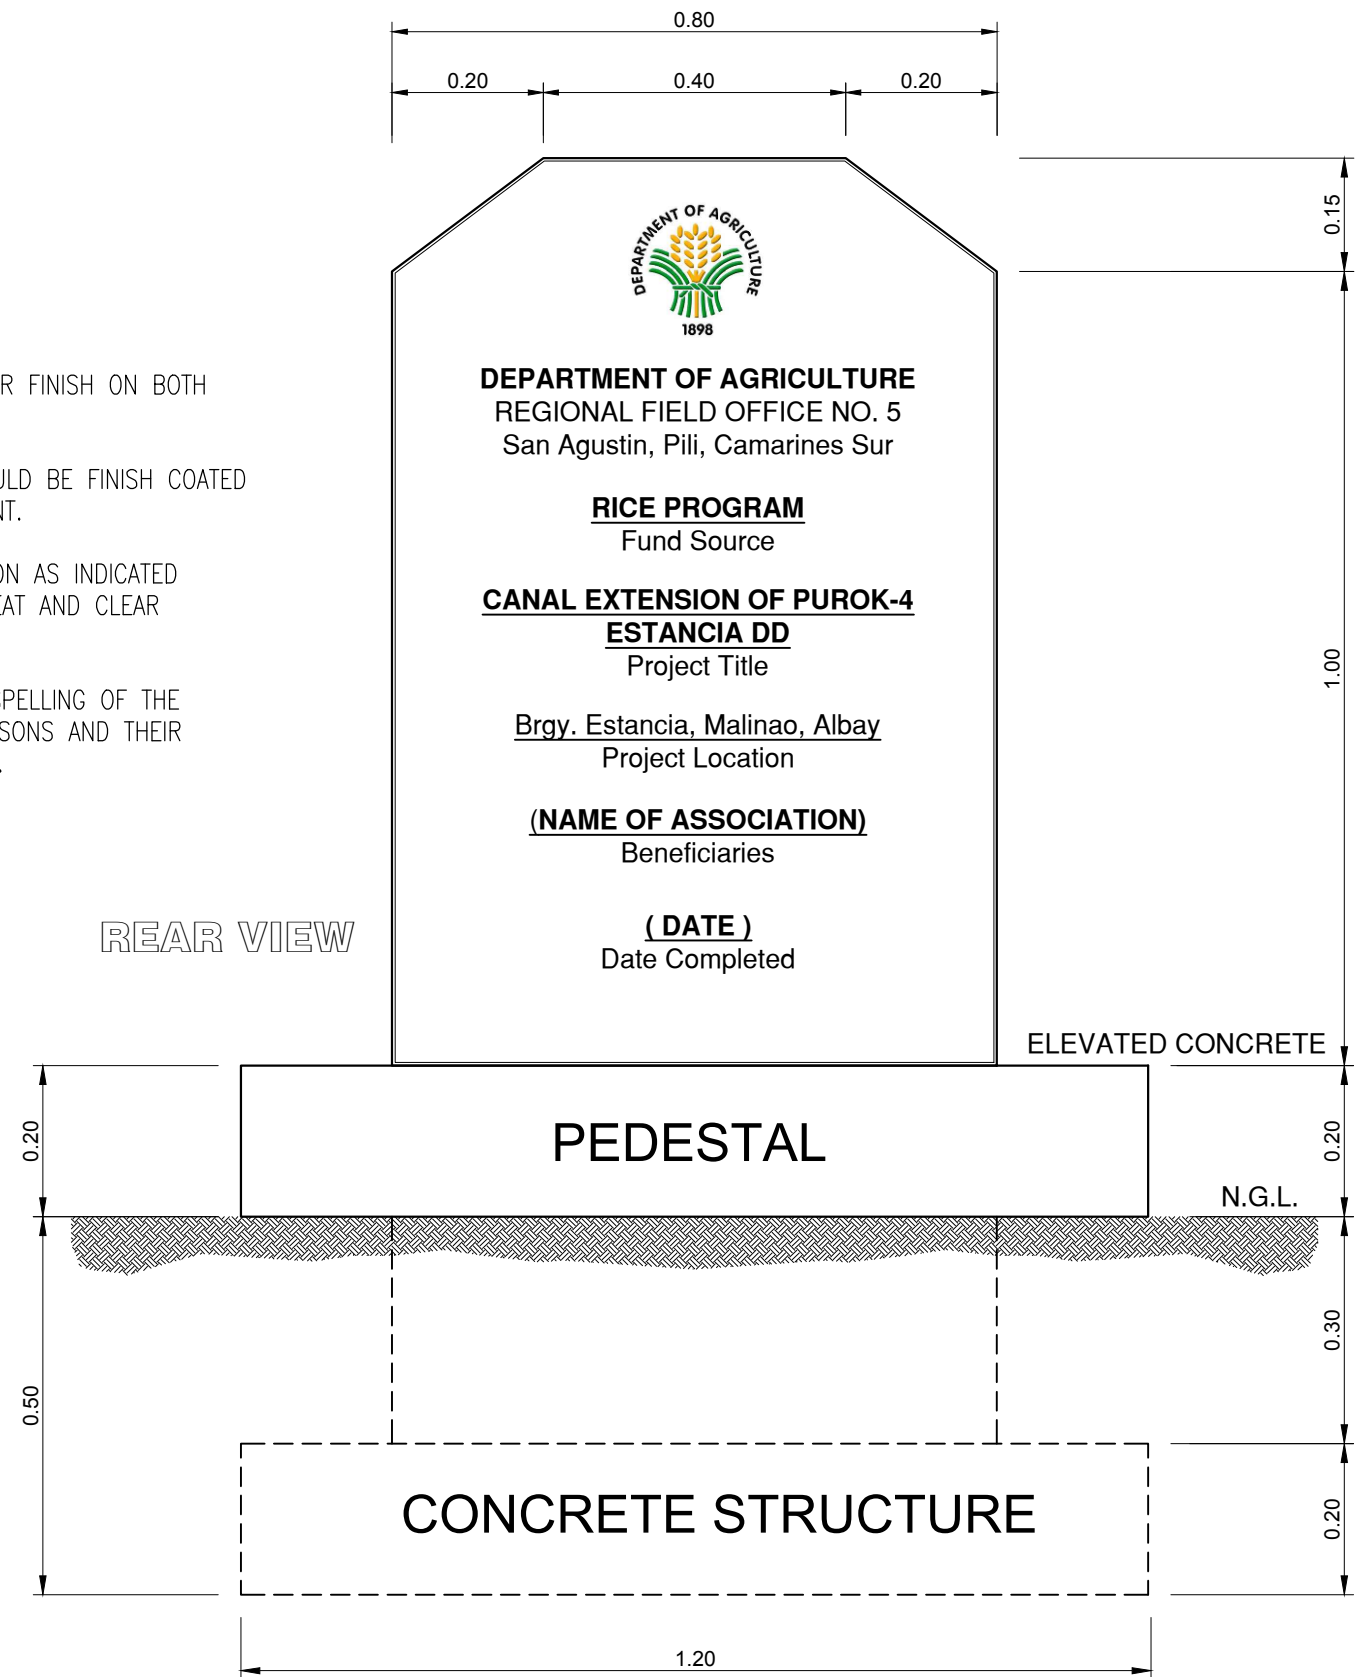 0.80
0.20
0.40
0.20
0.15
DEPARTMENT OF AGRICULTURE
1898
DEPARTMENT OF AGRICULTURE
REGIONAL FIELD OFFICE NO. 5
San Agustin, Pili, Camarines Sur
RICE PROGRAM
Fund Source
CANAL EXTENSION OF PUROK-4
ESTANCIA DD
Project Title
Brgy. Estancia, Malinao, Albay
Project Location
(NAME OF ASSOCIATION)
Beneficiaries
( DATE )
Date Completed
1.00
R FINISH ON BOTH
ULD BE FINISH COATED
NT.
ON AS INDICATED
EAT AND CLEAR
SPELLING OF THE
SONS AND THEIR
REAR VIEW
ELEVATED CONCRETE
0.20
PEDESTAL
0.20
N.G.L.
0.30
0.50
CONCRETE STRUCTURE
0.20
1.20